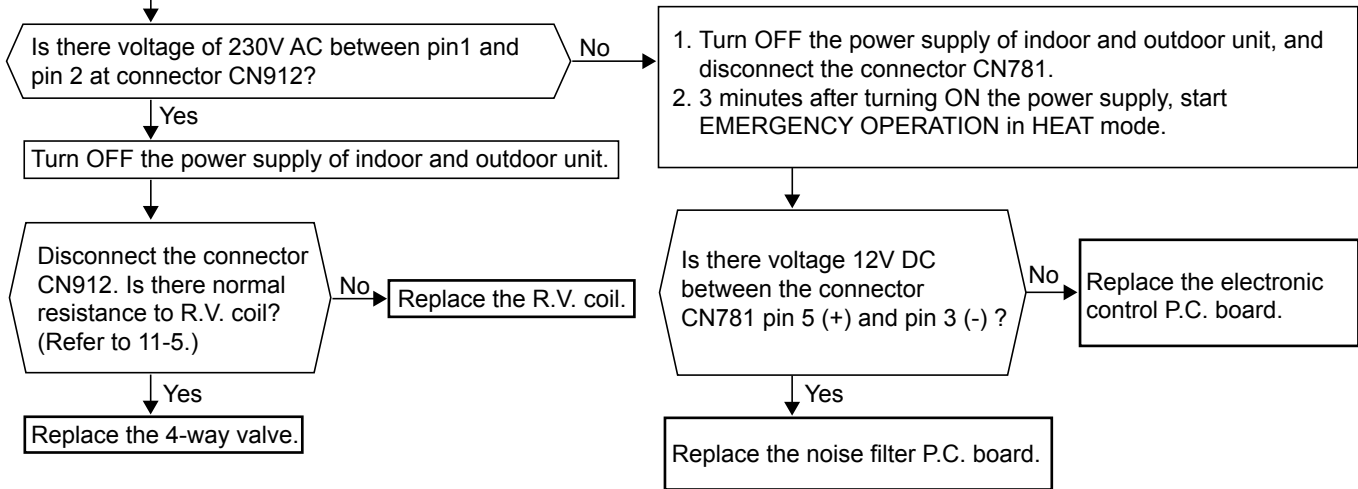 Is there voltage of 230V AC between pin1 and
pin 2 at connector CN912?
No
1. Turn OFF the power supply of indoor and outdoor unit, and
disconnect the connector CN781.
2. 3 minutes after turning ON the power supply, start
EMERGENCY OPERATION in HEAT mode.
Yes
Turn OFF the power supply of indoor and outdoor unit.
Disconnect the connector
CN912. Is there normal
resistance to R.V. coil?
(Refer to 11-5.)
No
Replace the R.V. coil.
Yes
Replace the 4-way valve.
Is there voltage 12V DC
between the connector
CN781 pin 5 (+) and pin 3 (-) ?
No
Replace the electronic
control P.C. board.
Yes
Replace the noise filter P.C. board.